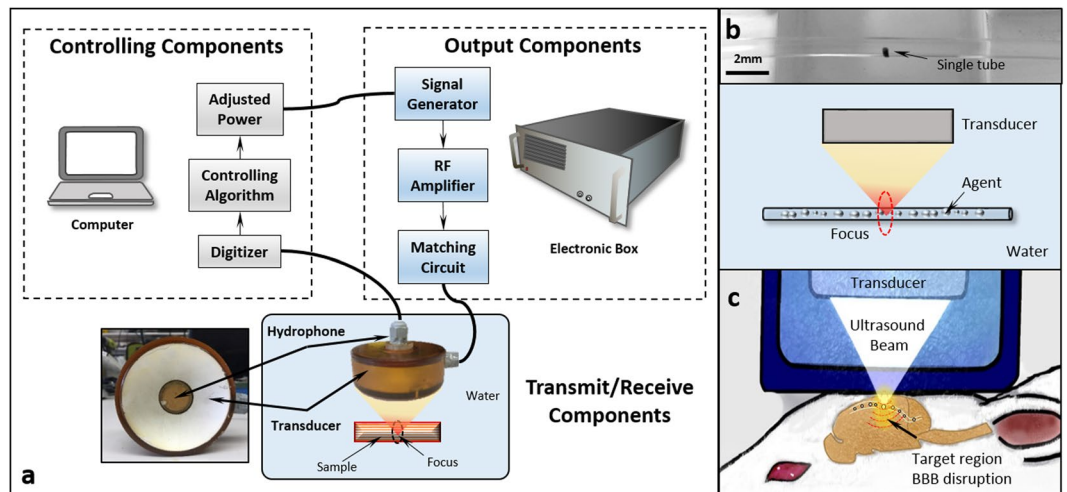 Controlling Components
Adjusted
Power
Controlling
Algorithm
Digitizer
Computer
Output Components
Signal
Generator
RF
Amplifier
Matching
Circuit
Electronic Box
Hydrophone
Transducer
Water
Sample
Focus
Transmit/Receive
Components
a
b
2mm
Single tube
Transducer
Agent
Focus
Water
c
Transducer
Ultrasound
Beam
Target region
BBB disruption